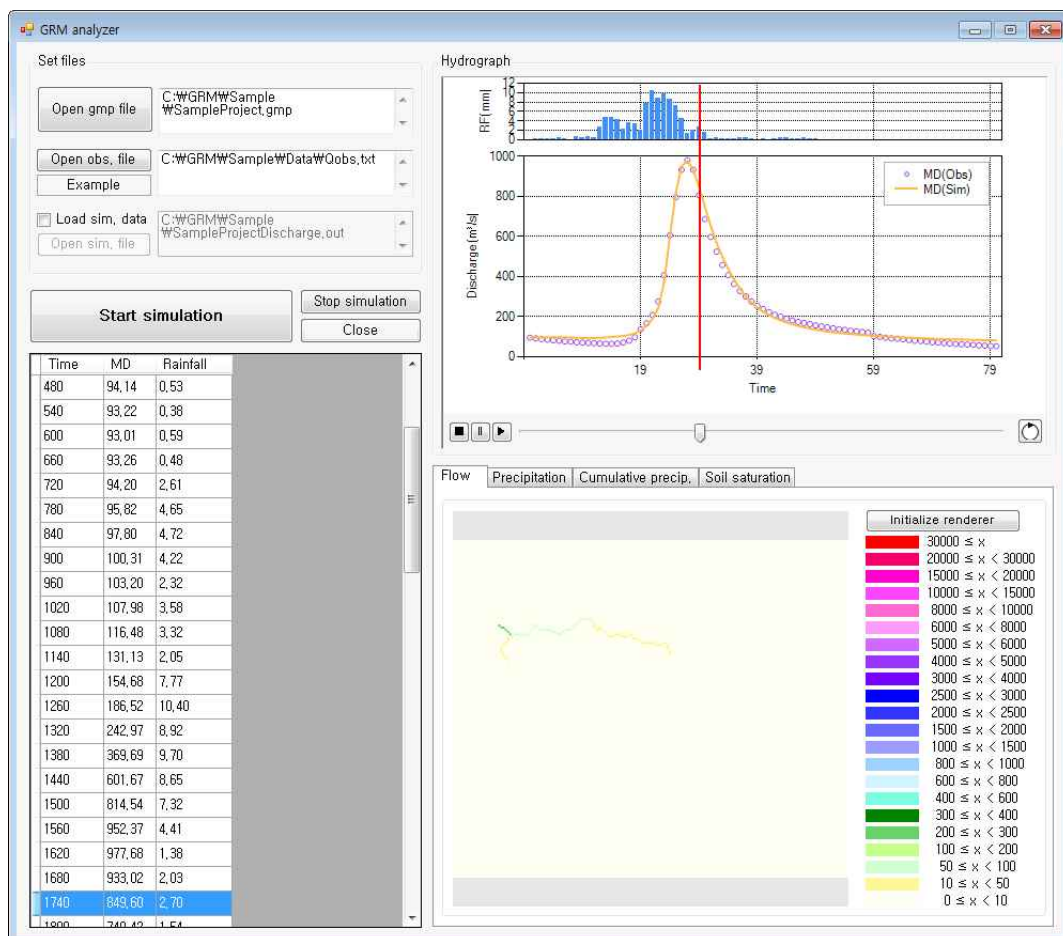 GRM analyzer
Set files
Open gmp file
C:₩GRM₩Sample
₩SampleProject.gmp
Open obs. file
C:₩GRM₩Sample₩Data₩Qobs.txt
Example
Load sim. data
C:₩GRM₩Sample
₩SampleProjectDischarge.out
Open sim. file
Start simulation
Stop simulation
Close
Time MD Rainfall
480 94,14 0,53
540 93,22 0,38
600 93,01 0,59
660 93,26 0,48
720 94,20 2,61
780 95,82 4,65
840 97,80 4,72
900 100,31 4,22
960 103,20 2,32
1020 107,98 3,58
1080 116,48 3,32
1140 131,13 2,05
1200 154,68 7,77
1260 186,52 10,40
1320 242,97 8,92
1380 369,69 9,70
1440 601,67 8,65
1500 814,54 7,32
1560 952,37 4,41
1620 977,68 1,38
1680 933,02 2,03
1740 849,60 2,70
Hydrograph
RF[mm]
12
10
8
6
4
2
0
Discharge[m³/s]
1000
800
600
400
200
0
MD(Obs)
MD(Sim)
19 39 59 79
Time
Flow
Precipitation
Cumulative precip.
Soil saturation
Initialize renderer
30000 ≤ x
20000 ≤ x < 30000
15000 ≤ x < 20000
10000 ≤ x < 15000
8000 ≤ x < 10000
6000 ≤ x < 8000
5000 ≤ x < 6000
4000 ≤ x < 5000
3000 ≤ x < 4000
2500 ≤ x < 3000
2000 ≤ x < 2500
1500 ≤ x < 2000
1000 ≤ x < 1500
800 ≤ x < 1000
600 ≤ x < 800
400 ≤ x < 600
300 ≤ x < 400
200 ≤ x < 300
100 ≤ x < 200
50 ≤ x < 100
10 ≤ x < 50
0 ≤ x < 10